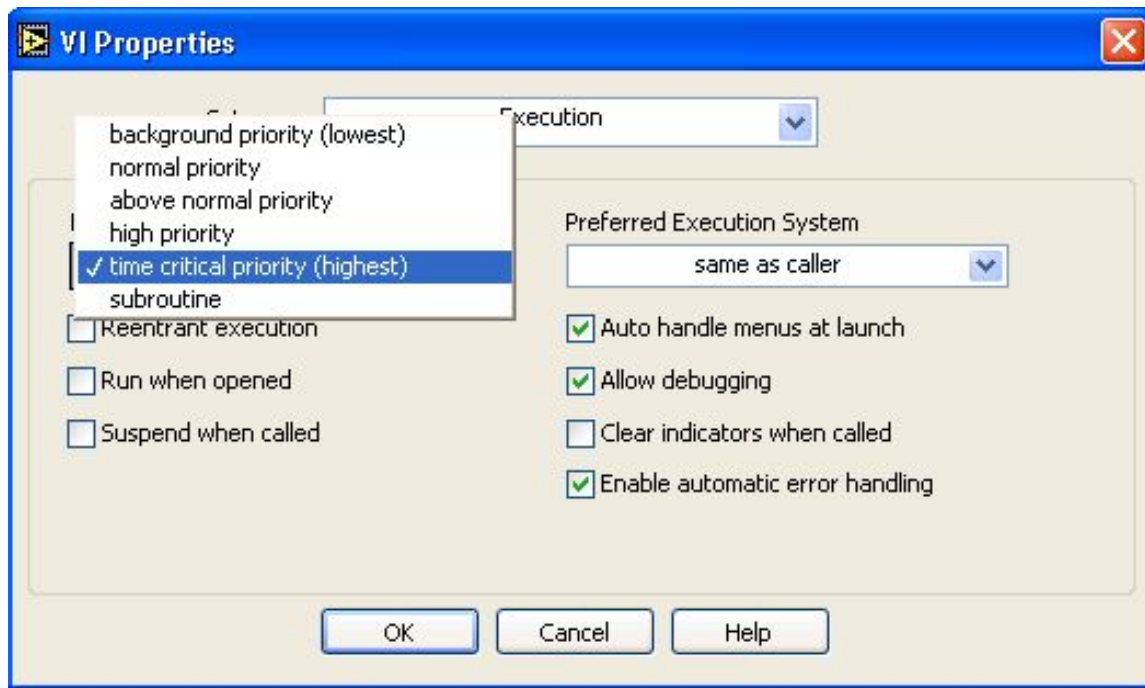 VI Properties
Execution
background priority (lowest)
normal priority
above normal priority
high priority
✓ time critical priority (highest)
subroutine
Preferred Execution System
same as caller
Reentrant execution
Run when opened
Suspend when called
Auto handle menus at launch
Allow debugging
Clear indicators when called
Enable automatic error handling
OK
Cancel
Help